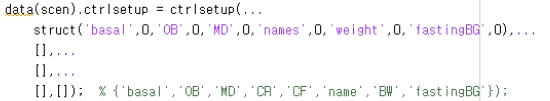 data(scen).ctrlsetup = ctrlsetup(...
struct('basal',0,'OB',0,'MD',0,'names',0,'weight',0,'fastingBG',0),...
[],...
[],...
[],[]); % {'basal','OB','MD','CR','CF','name','BW','fastingBG'});